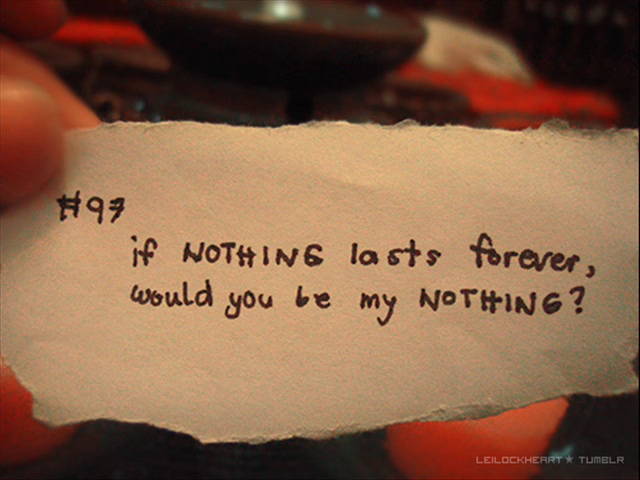 #97
if NOTHING lasts forever,
would you be my NOTHING?
LEILOCKHEART ★ TUMBLR